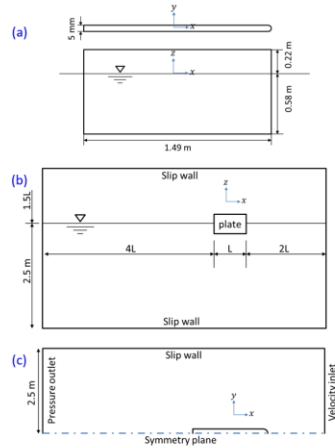 (a)
y
x
5 mm
z
x
0.22 m
0.58 m
1.49 m
(b)
Slip wall
1.5L
z
x
plate
4L
L
2L
2.5 m
Slip wall
(c)
Slip wall
2.5 m
Pressure outlet
y
x
Velocity inlet
Symmetry plane